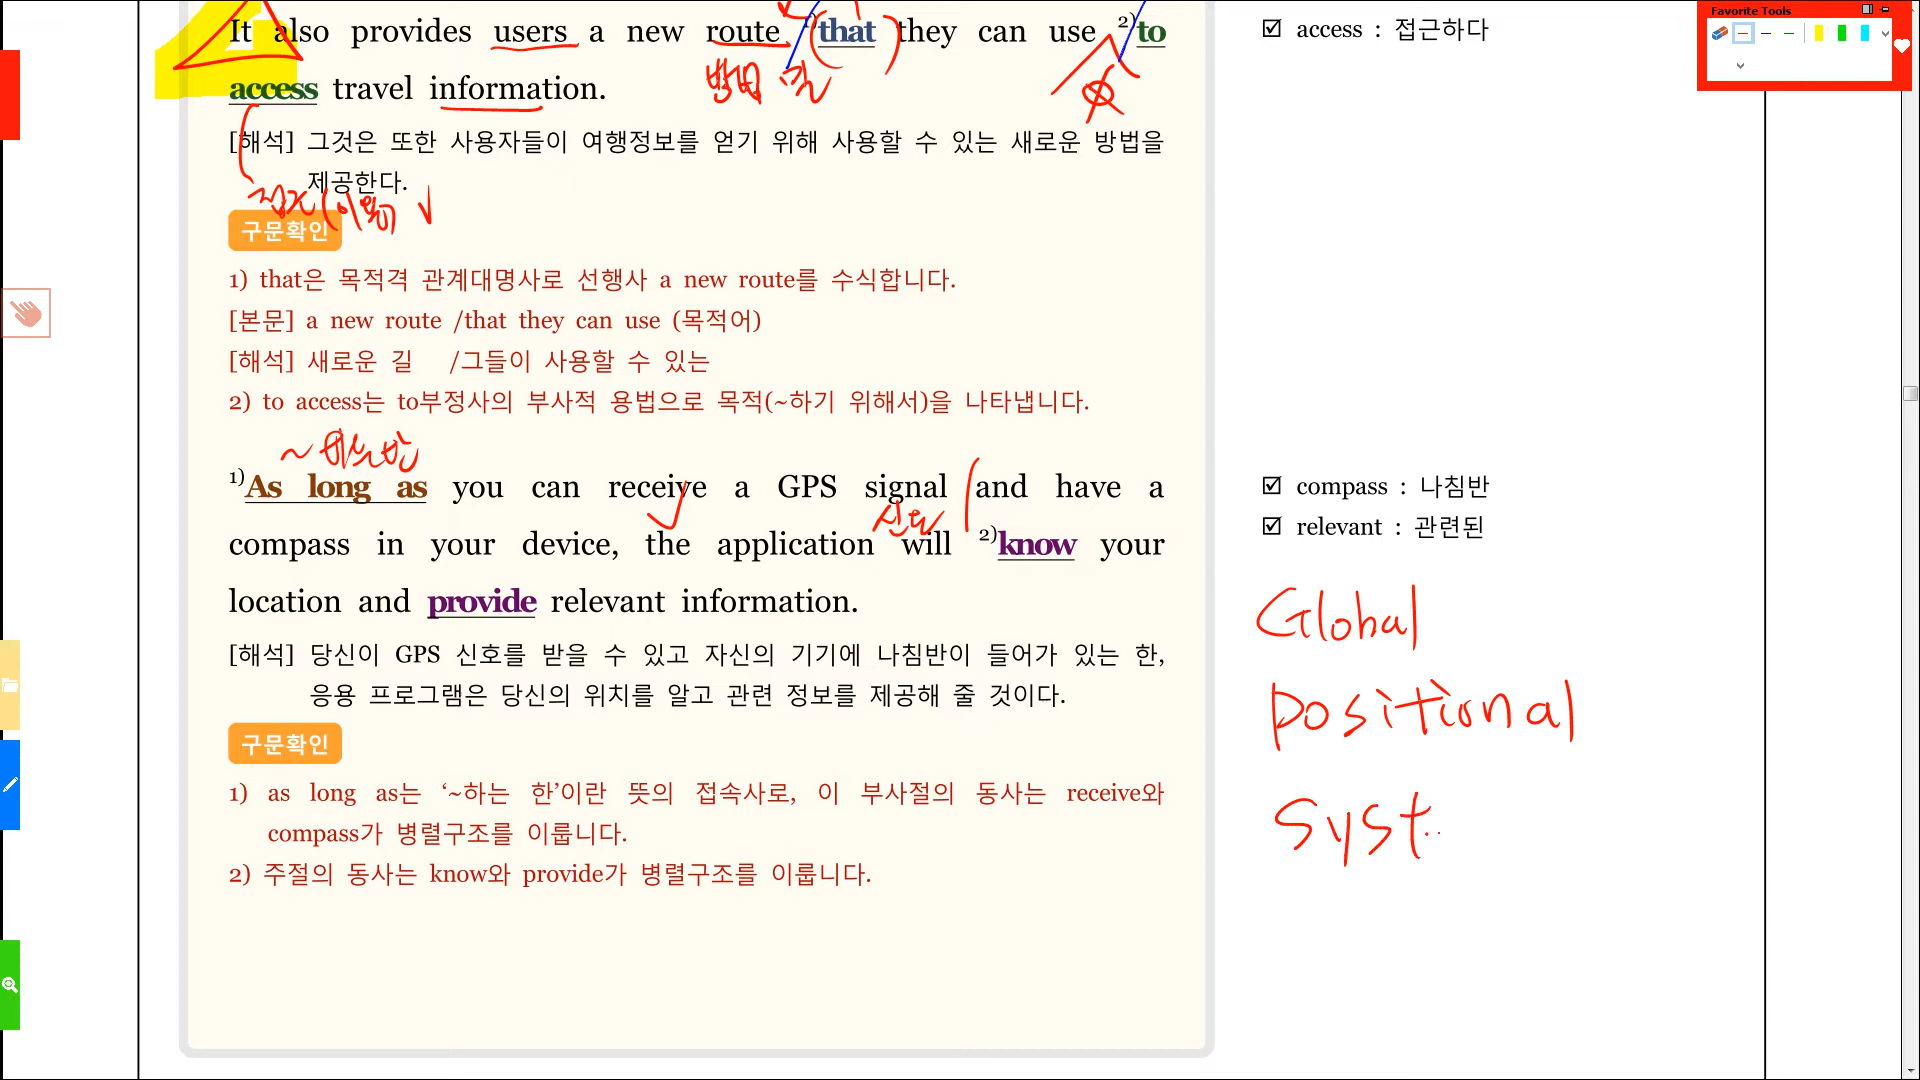 Favorite Tools
It also provides users a new route 1)(that) they can use 2)to
☑ access : 접근하다
access travel information.
방법 길
[해석] 그것은 또한 사용자들이 여행정보를 얻기 위해 사용할 수 있는 새로운 방법을
제공한다.
구문확인
1) that은 목적격 관계대명사로 선행사 a new route를 수식합니다.
[본문] a new route /that they can use (목적어)
[해석] 새로운 길 /그들이 사용할 수 있는
2) to access는 to부정사의 부사적 용법으로 목적(~하기 위해서)을 나타냅니다.
~하는 한
1)As long as you can receive a GPS signal and have a
☑ compass : 나침반
신호
compass in your device, the application will 2)know your
☑ relevant : 관련된
location and provide relevant information.
Global
[해석] 당신이 GPS 신호를 받을 수 있고 자신의 기기에 나침반이 들어가 있는 한,
응용 프로그램은 당신의 위치를 알고 관련 정보를 제공해 줄 것이다.
Positional
구문확인
1) as long as는 ‘~하는 한’이란 뜻의 접속사로, 이 부사절의 동사는 receive와
compass가 병렬구조를 이룹니다.
Syst
2) 주절의 동사는 know와 provide가 병렬구조를 이룹니다.